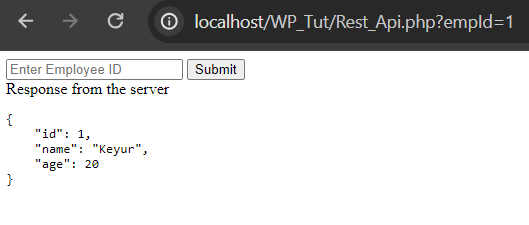 localhost/WP_Tut/Rest_Api.php?empId=1
Enter Employee ID Submit
Response from the server
{
    "id": 1,
    "name": "Keyur",
    "age": 20
}